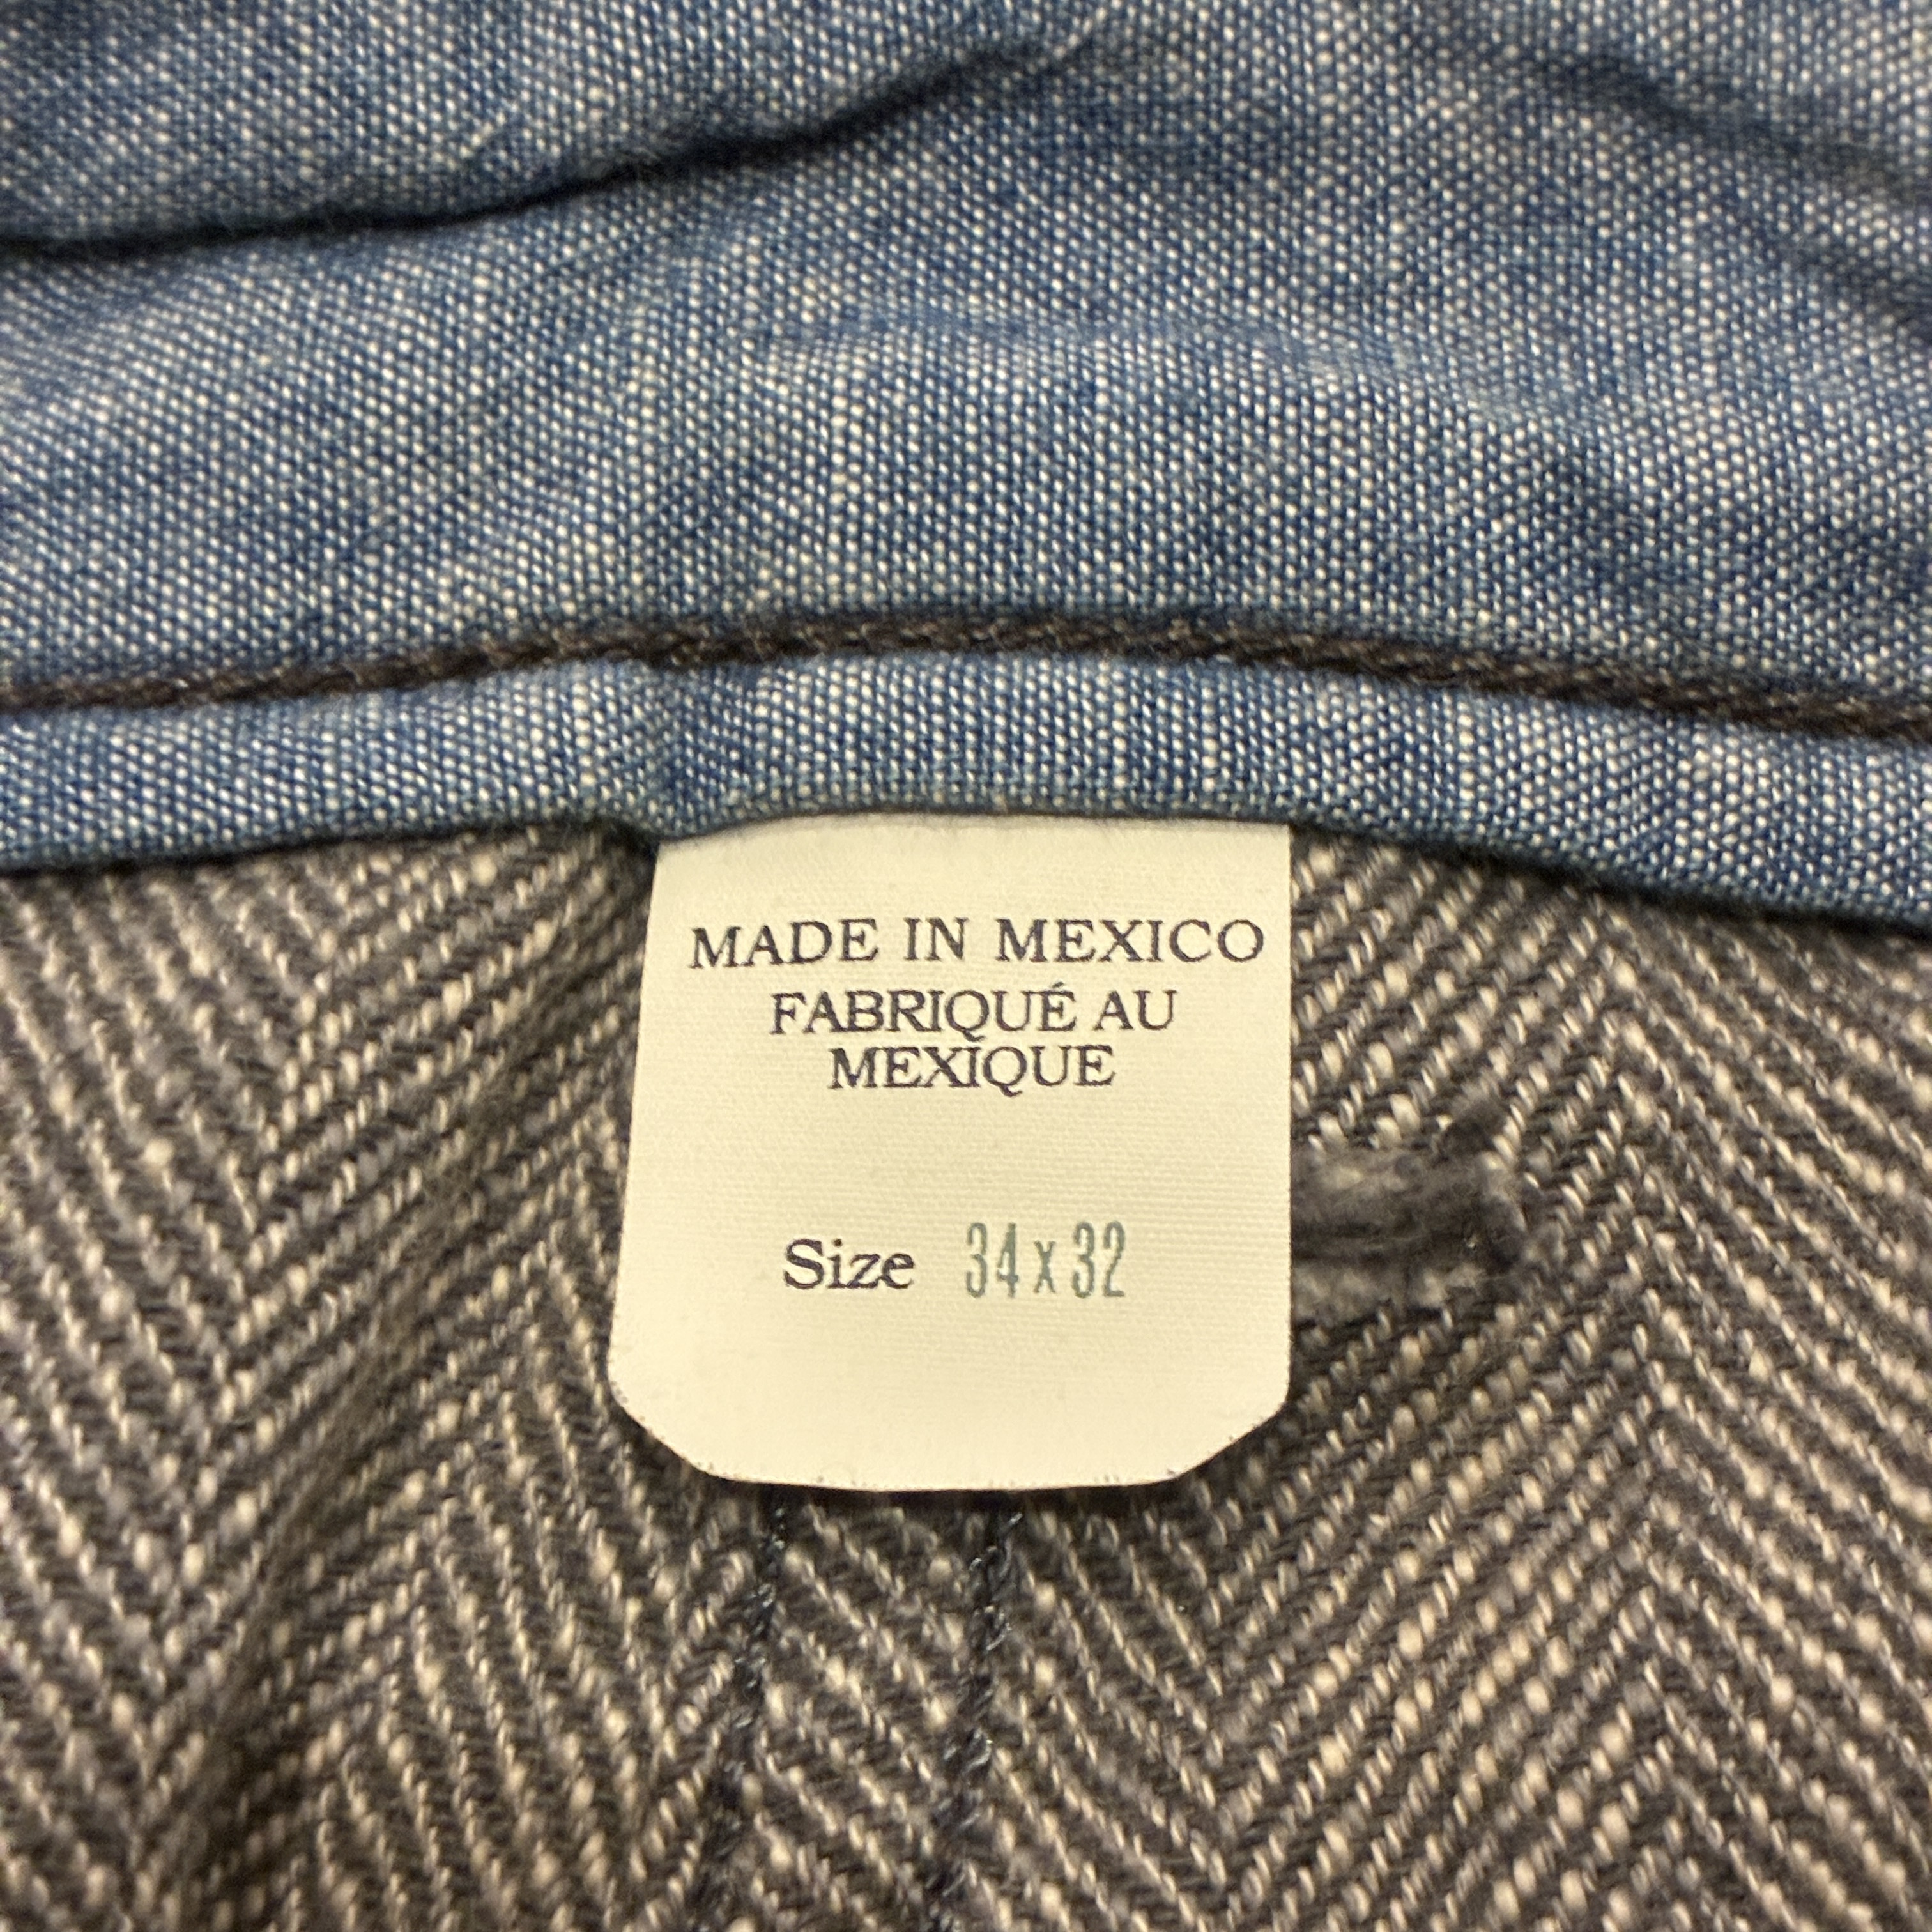 MADE IN MEXICO
FABRIQUÉ AU
MEXIQUE
Size 34 x 32